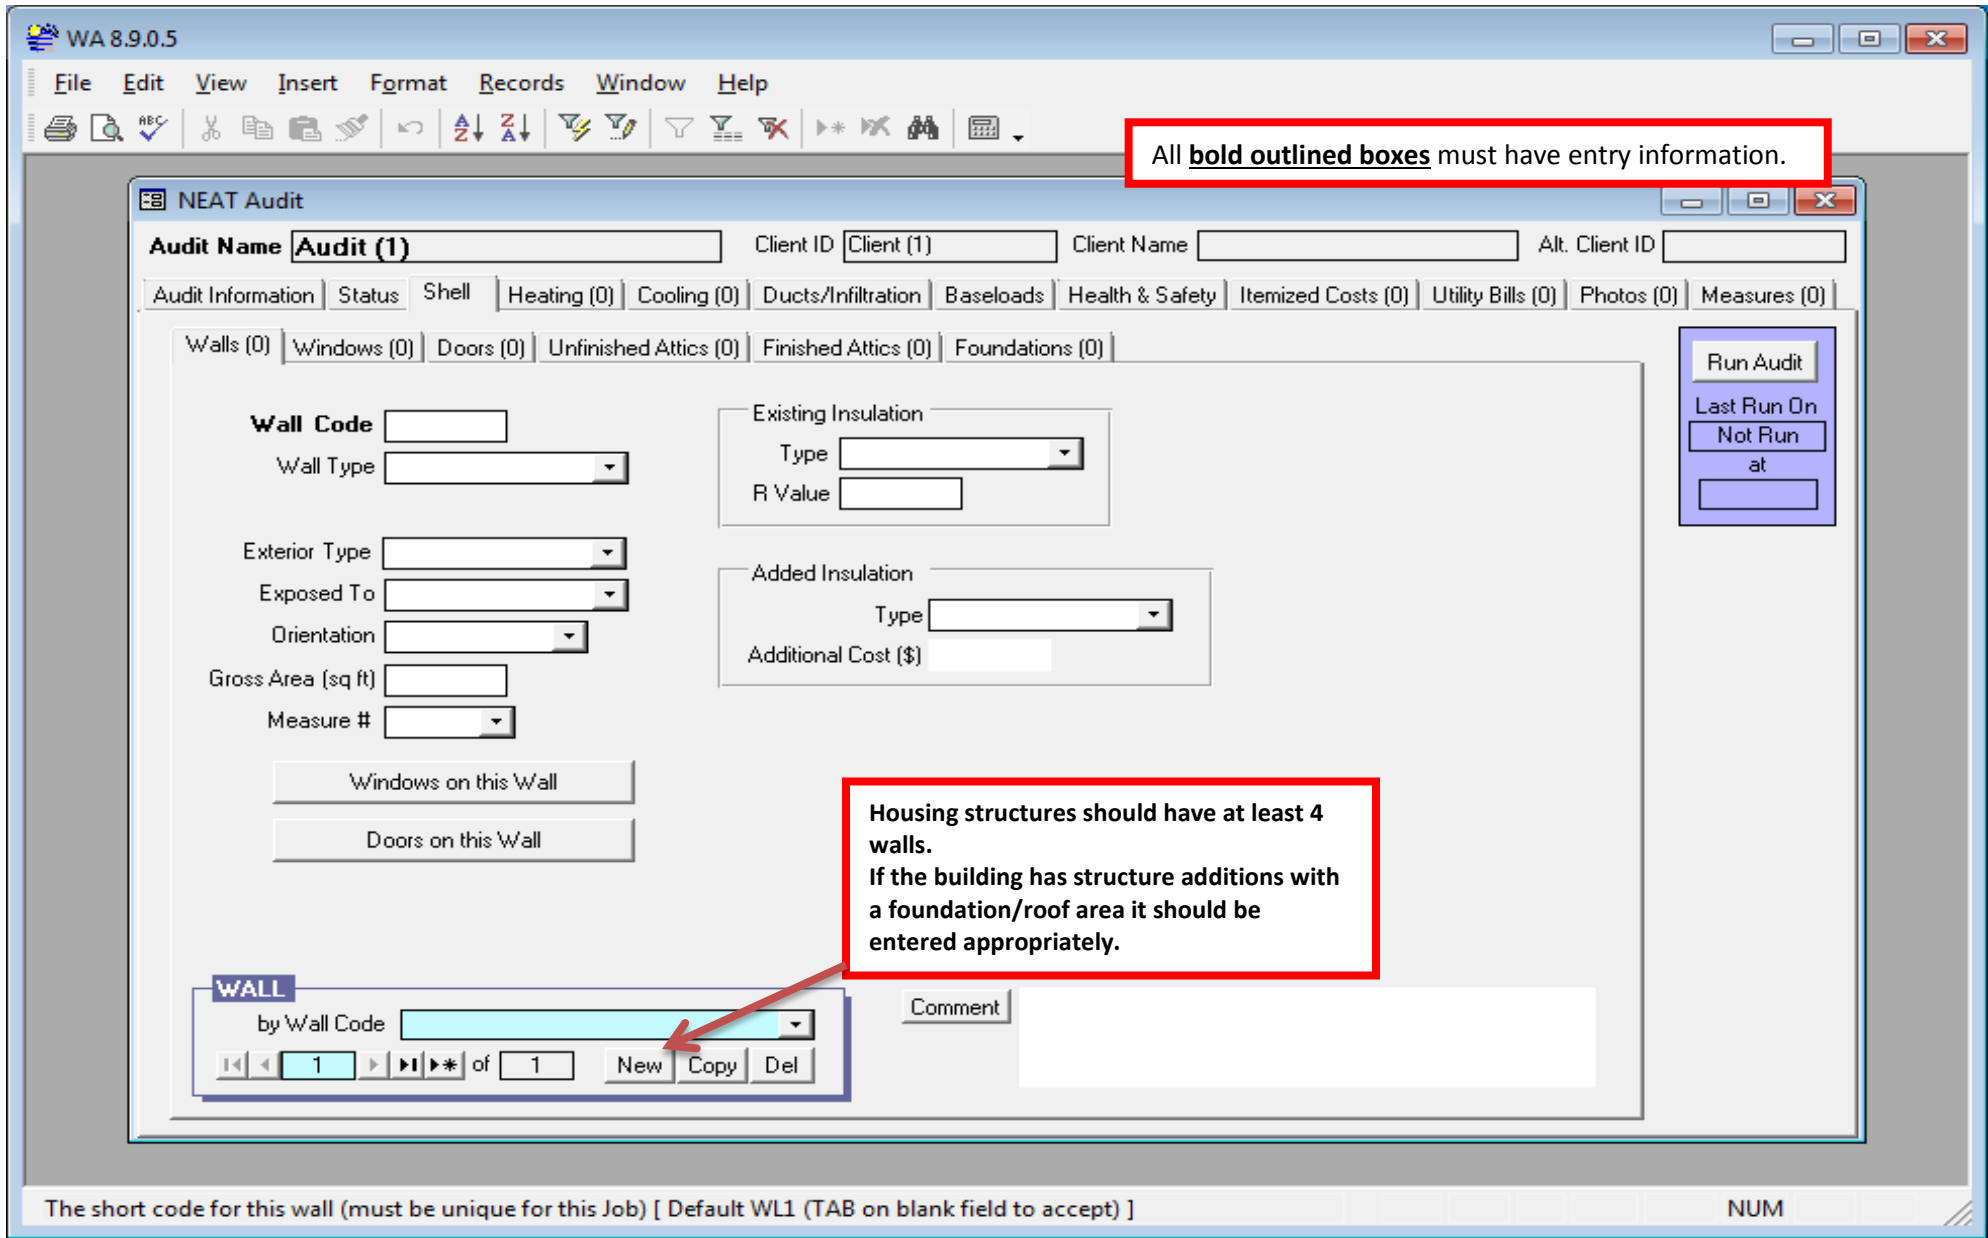 WA 8.9.0.5
File Edit View Insert Format Records Window Help
All bold outlined boxes must have entry information.
NEAT Audit
Audit Name Audit (1) Client ID Client (1) Client Name Alt. Client ID
Audit Information Status Shell Heating (0) Cooling (0) Ducts/Infiltration Baseloads Health & Safety Itemized Costs (0) Utility Bills (0) Photos (0) Measures (0)
Walls (0) Windows (0) Doors (0) Unfinished Attics (0) Finished Attics (0) Foundations (0)
Run Audit
Last Run On
Not Run
at
Wall Code
Wall Type
Exterior Type
Exposed To
Orientation
Gross Area (sq ft)
Measure #
Windows on this Wall
Doors on this Wall
Existing Insulation
Type
R Value
Added Insulation
Type
Additional Cost ($)
Housing structures should have at least 4
walls.
If the building has structure additions with
a foundation/roof area it should be
entered appropriately.
WALL
by Wall Code
1 of 1 New Copy Del
Comment
The short code for this wall (must be unique for this Job) [ Default WL1 (TAB on blank field to accept) ] NUM